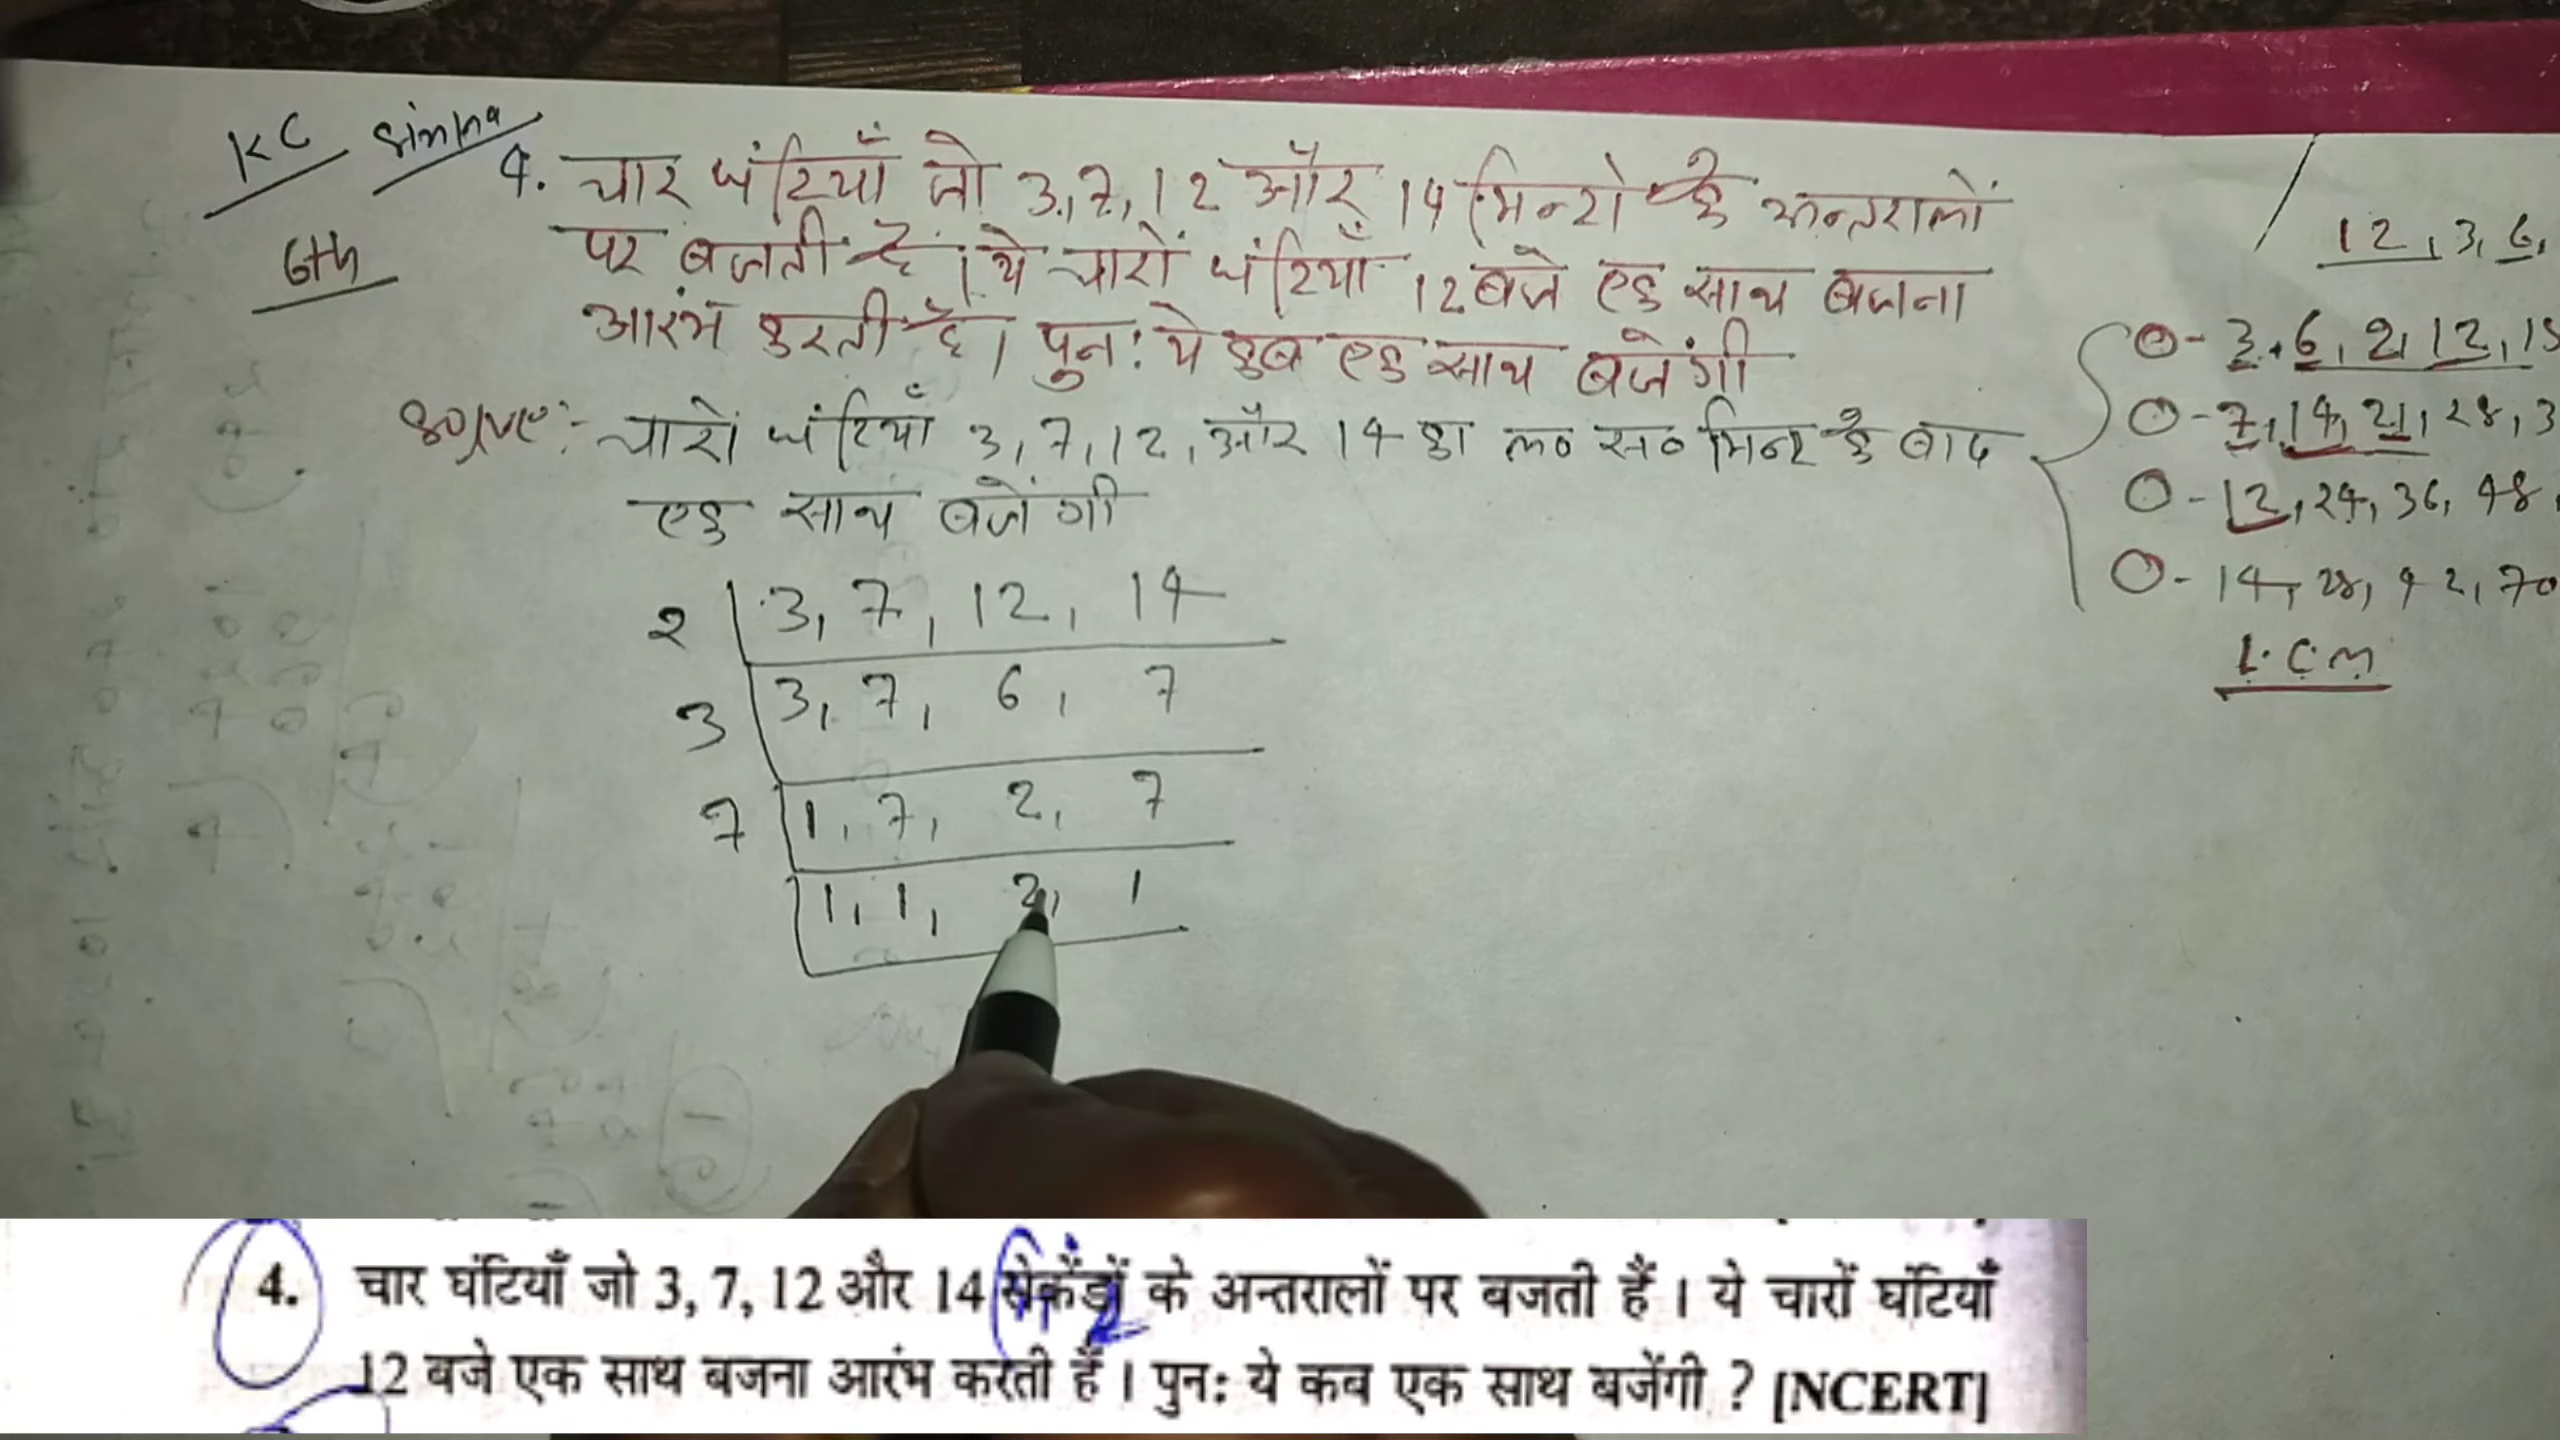 KC Sinha
6th
4. चार घंटियाँ जो 3, 7, 12 और 14 मिन्टो के अन्तरालों
पर बजती है। ये चारों घंटियाँ 12 बजे एक साथ बजना
आरंभ करती है। पुन: ये कब एक साथ बजेंगी
Solve:- चारों घंटियाँ 3, 7, 12, और 14 का ल० स० मिन्ट के बाद
एक साथ बजेंगी
2 3, 7, 12, 14
3 3, 7, 6, 7
7 1, 7, 2, 7
1, 1, 2, 1
12, 3, 6,
- 3, 6, 9, 12, 15
- 7, 14, 21, 28, 3
- 12, 24, 36, 48,
- 14, 28, 42, 70
L.C.M
4. चार घंटियाँ जो 3, 7, 12 और 14 सेकेंडों के अन्तरालों पर बजती हैं । ये चारों घंटियाँ
12 बजे एक साथ बजना आरंभ करती हैं । पुन: ये कब एक साथ बजेंगी ? [NCERT]